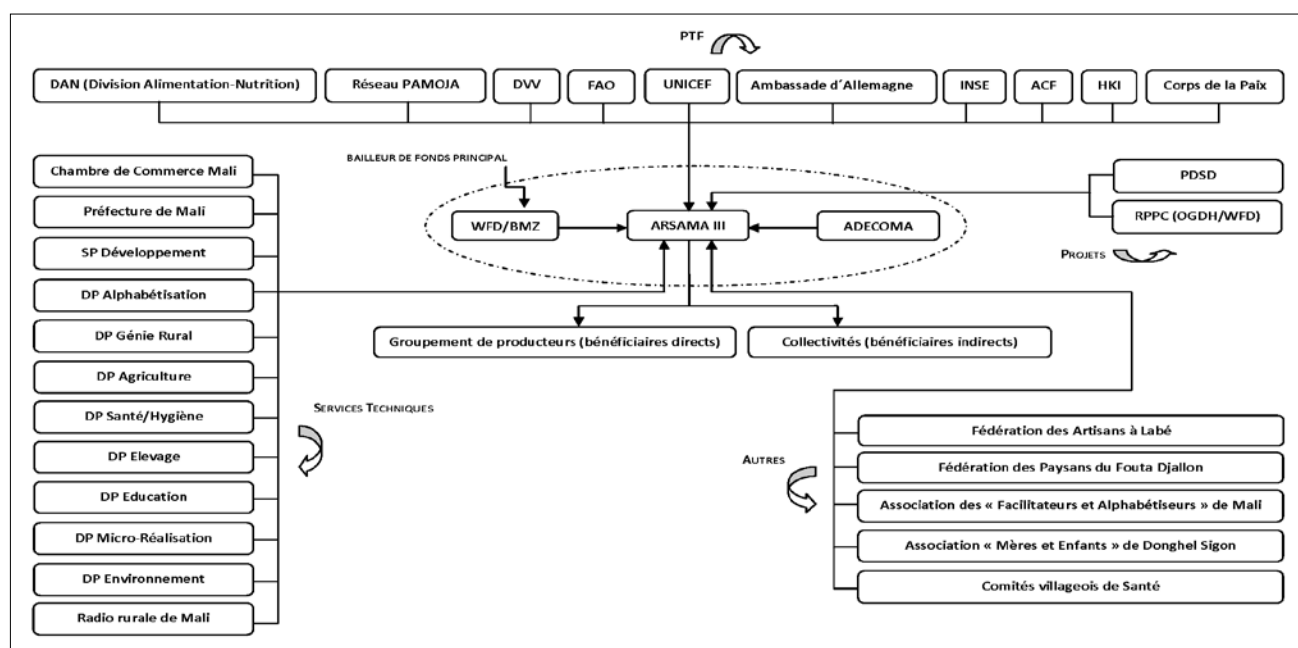 PTF
DAN (Division Alimentation-Nutrition)
Réseau PAMOJA
DVV
FAO
UNICEF
Ambassade d´Allemagne
INSE
ACF
HKI
Corps de la Paix
BAILLEUR DE FONDS PRINCIPAL
Chambre de Commerce Mali
Préfecture de Mali
SP Développement
DP Alphabétisation
DP Génie Rural
DP Agriculture
DP Santé/Hygiène
DP Elevage
DP Education
DP Micro-Réalisation
DP Environnement
Radio rurale de Mali
SERVICES TECHNIQUES
WFD/BMZ
ARSAMA III
ADECOMA
PDSD
RPPC (OGDH/WFD)
PROJETS
Groupement de producteurs (bénéficiaires directs)
Collectivités (bénéficiaires indirects)
AUTRES
Fédération des Artisans à Labé
Fédération des Paysans du Fouta Djallon
Association des « Facilitateurs et Alphabétiseurs » de Mali
Association « Mères et Enfants » de Donghel Sigon
Comités villageois de Santé